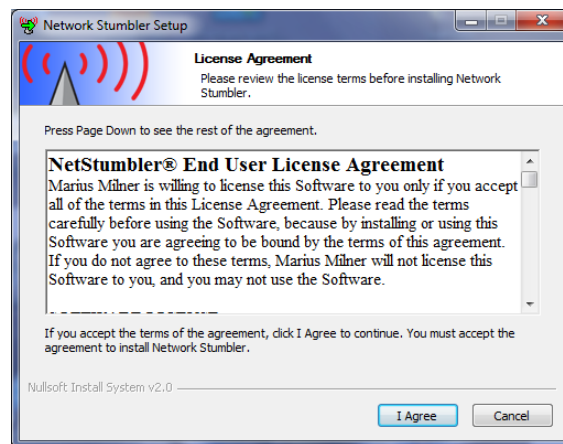 Network Stumbler Setup
License Agreement
Please review the license terms before installing Network
Stumbler.
Press Page Down to see the rest of the agreement.
NetStumbler® End User License Agreement
Marius Milner is willing to license this Software to you only if you accept
all of the terms in this License Agreement. Please read the terms
carefully before using the Software, because by installing or using this
Software you are agreeing to be bound by the terms of this agreement.
If you do not agree to these terms, Marius Milner will not license this
Software to you, and you may not use the Software.
If you accept the terms of the agreement, click I Agree to continue. You must accept the
agreement to install Network Stumbler.
Nullsoft Install System v2.0
I Agree
Cancel